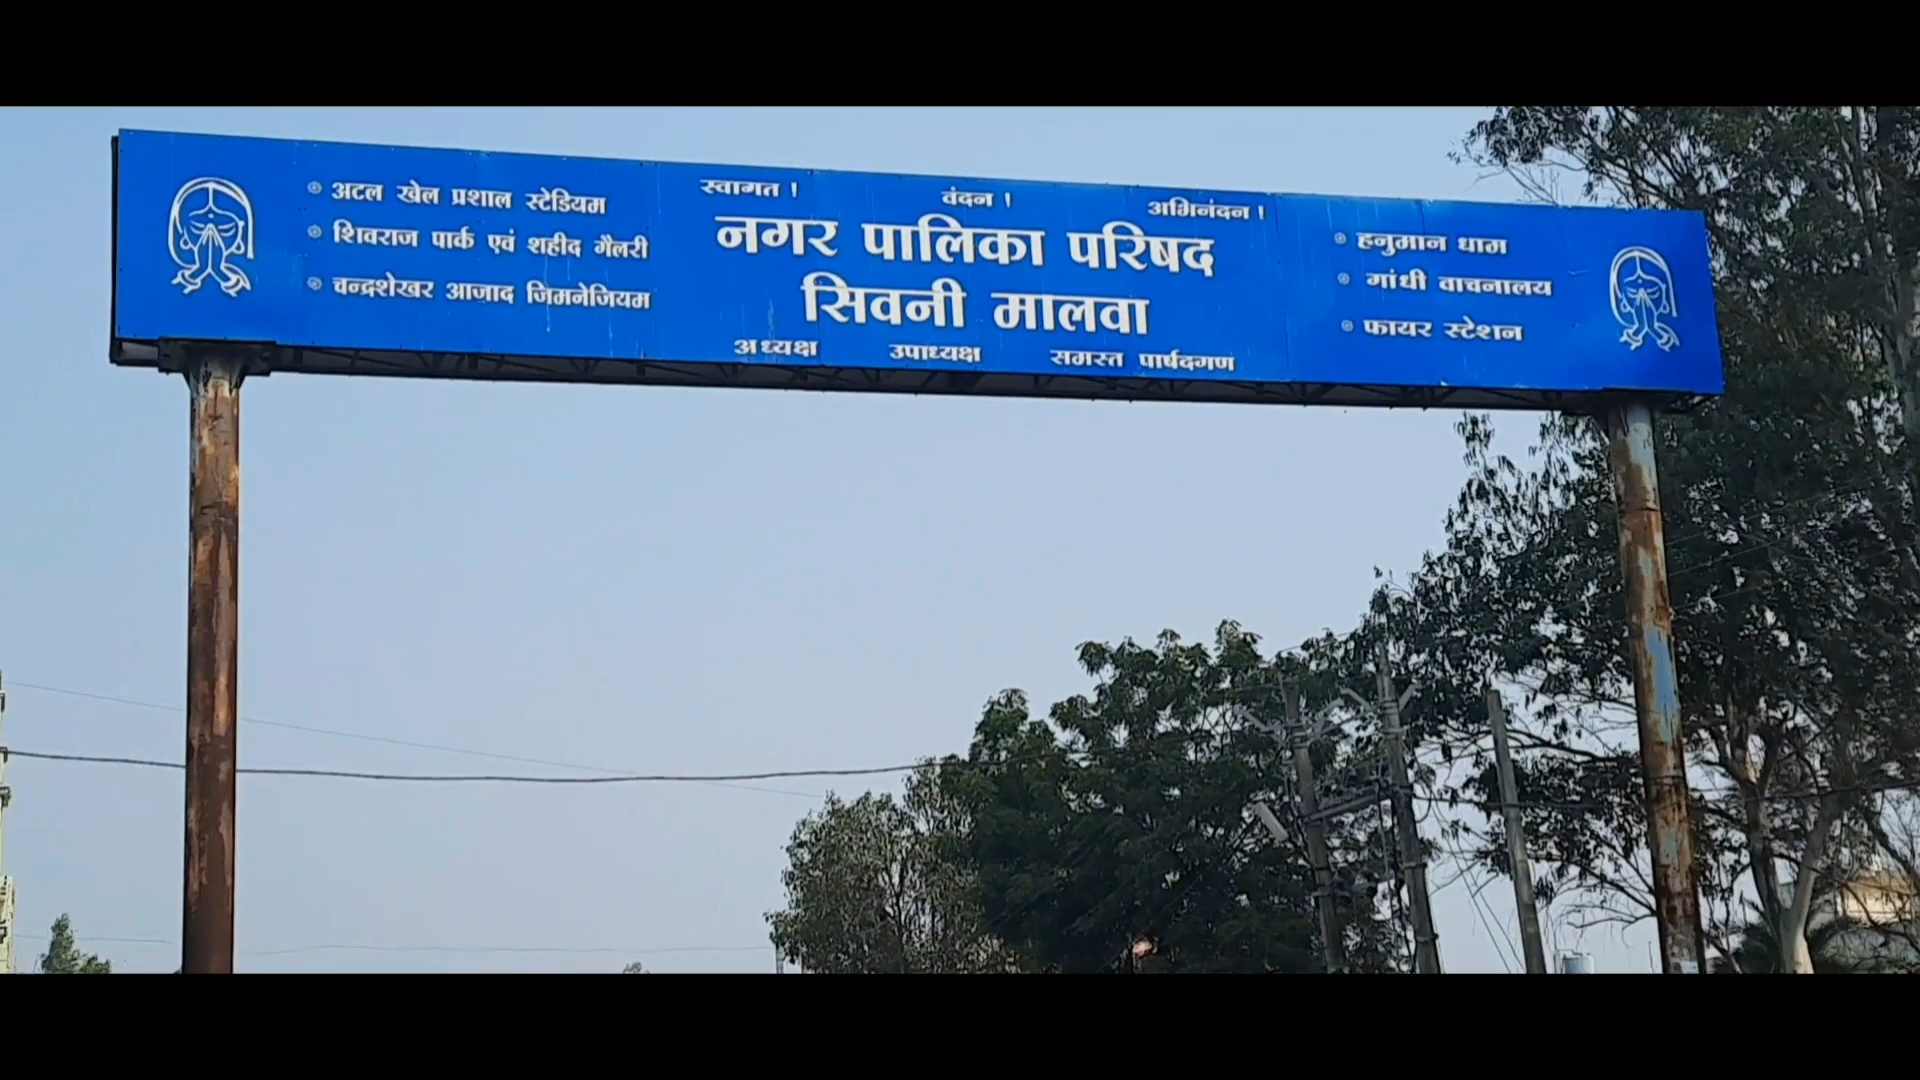 अटल खेल प्रशाल स्टेडियम
शिवराज पार्क एवं शहीद गैलरी
चन्द्रशेखर आजाद जिमनेजियम
स्वागत ! वंदन ! अभिनंदन !
नगर पालिका परिषद
सिवनी मालवा
अध्यक्ष उपाध्यक्ष समस्त पार्षदगण
हनुमान धाम
गांधी वाचनालय
फायर स्टेशन